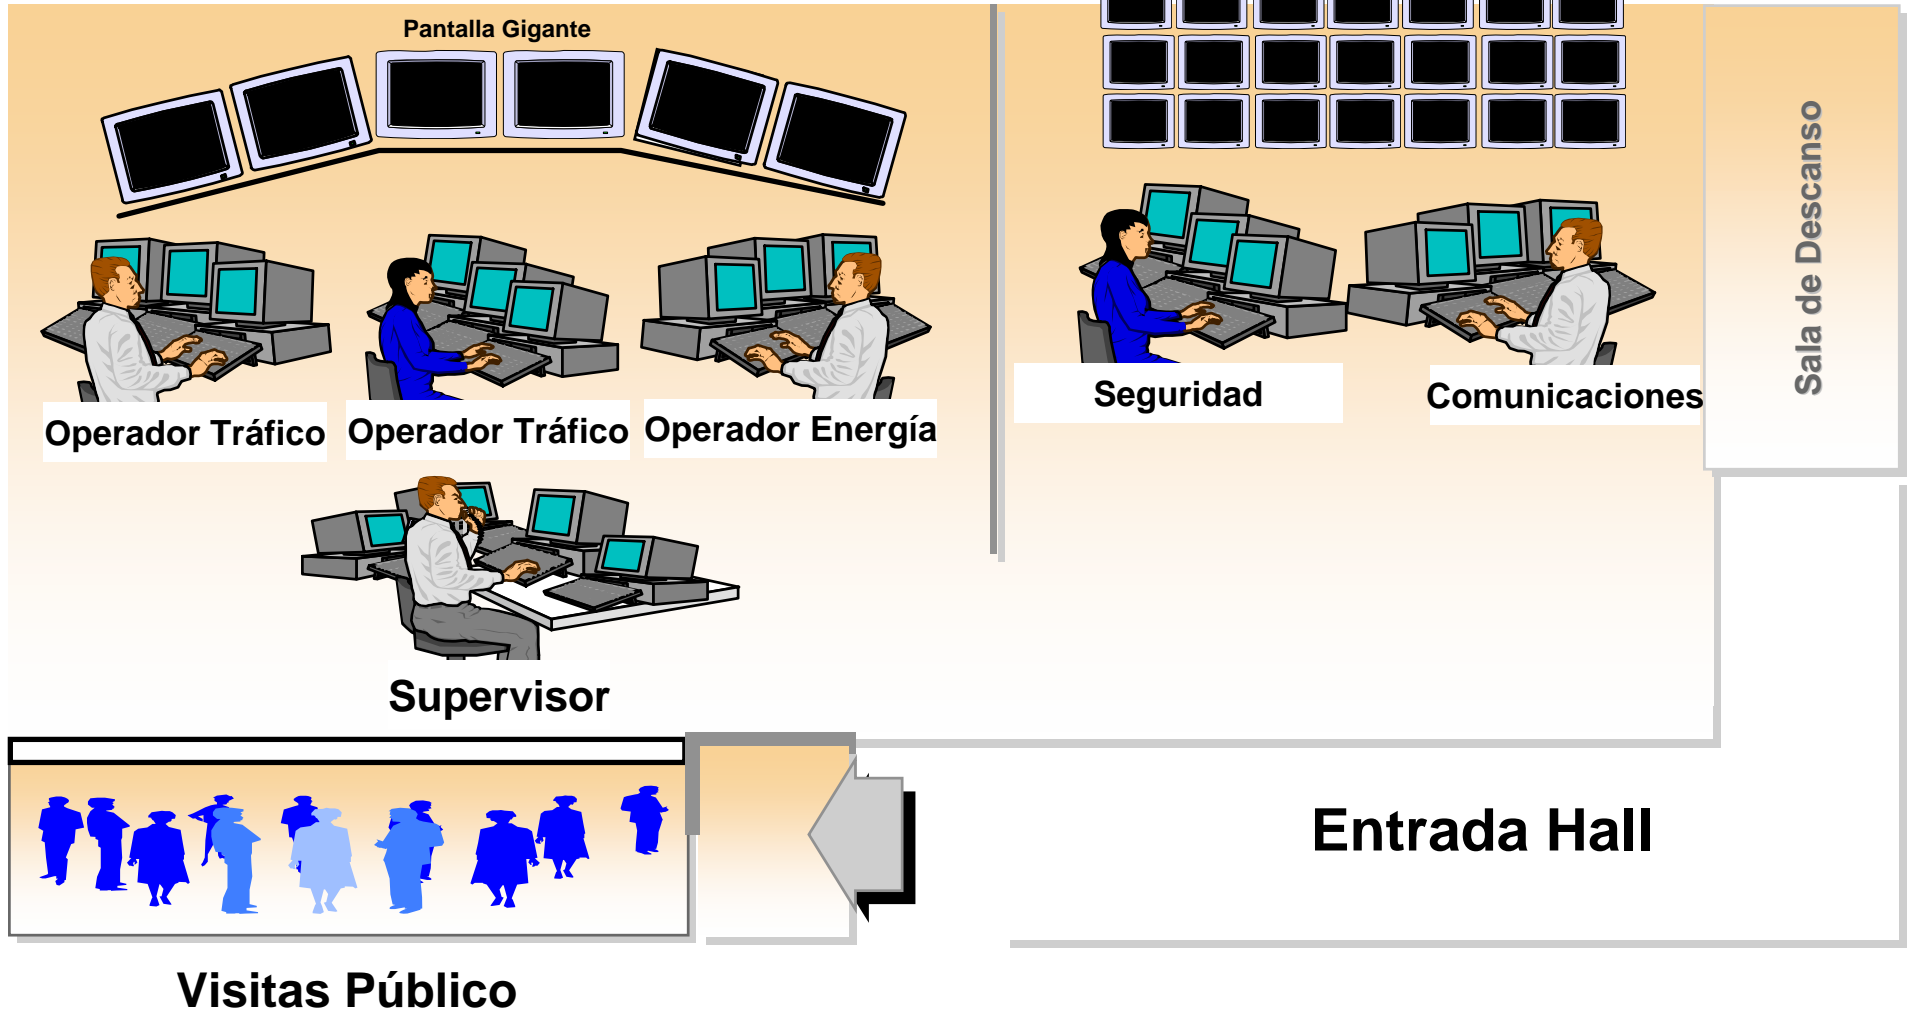 Pantalla Gigante
Operador Tráfico
Operador Tráfico
Operador Energía
Seguridad
Comunicaciones
Sala de Descanso
Supervisor
Entrada Hall
Visitas Público